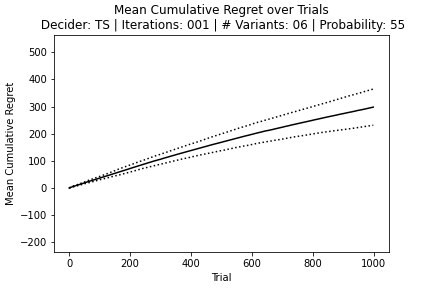 Mean Cumulative Regret over Trials
Decider: TS | Iterations: 001 | # Variants: 06 | Probability: 55
Mean Cumulative Regret
500
400
300
200
100
0
−100
−200
0 200 400 600 800 1000
Trial